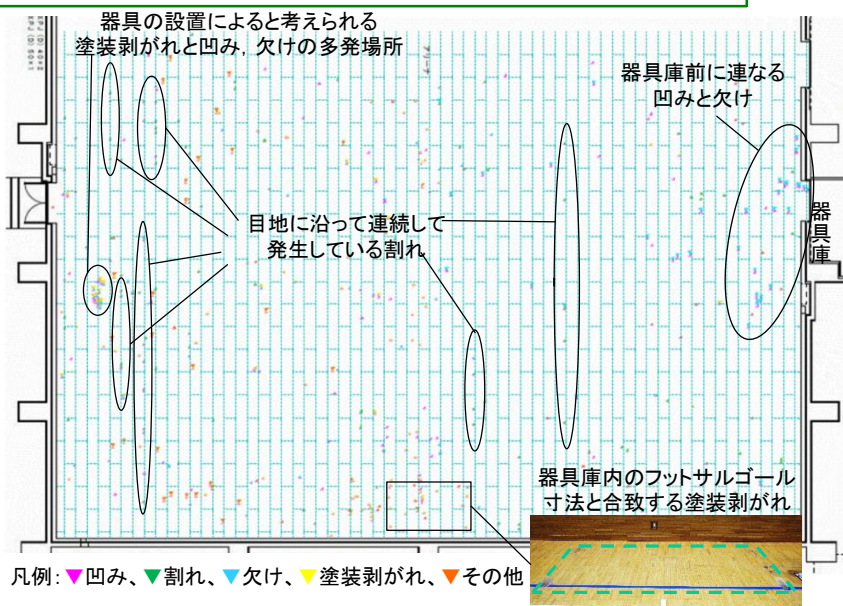 器具の設置によると考えられる
塗装剥がれと凹み，欠けの多発場所
アリーナ
器具庫前に連なる
凹みと欠け
目地に沿って連続して
発生している割れ
器具庫
器具庫内のフットサルゴール
寸法と合致する塗装剥がれ
凡例：▼凹み、▼割れ、▼欠け、▼塗装剥がれ、▼その他